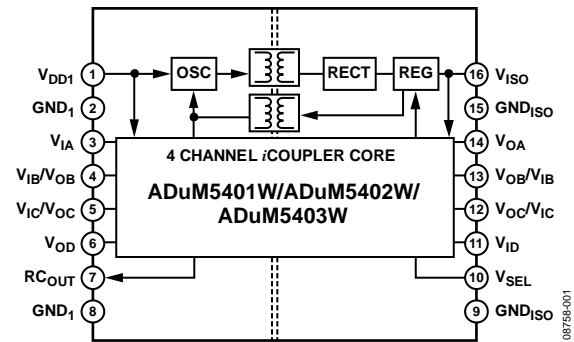 OSC
RECT
REG
4 CHANNEL iCOUPLER CORE
ADuM5401W/ADuM5402W/
ADuM5403W
VDD1 1
GND1 2
VIA 3
VIB/VOB 4
VIC/VOC 5
VOD 6
RCOUT 7
GND1 8
16 VISO
15 GNDISO
14 VOA
13 VOB/VIB
12 VOC/VIC
11 VID
10 VSEL
9 GNDISO
08758-001